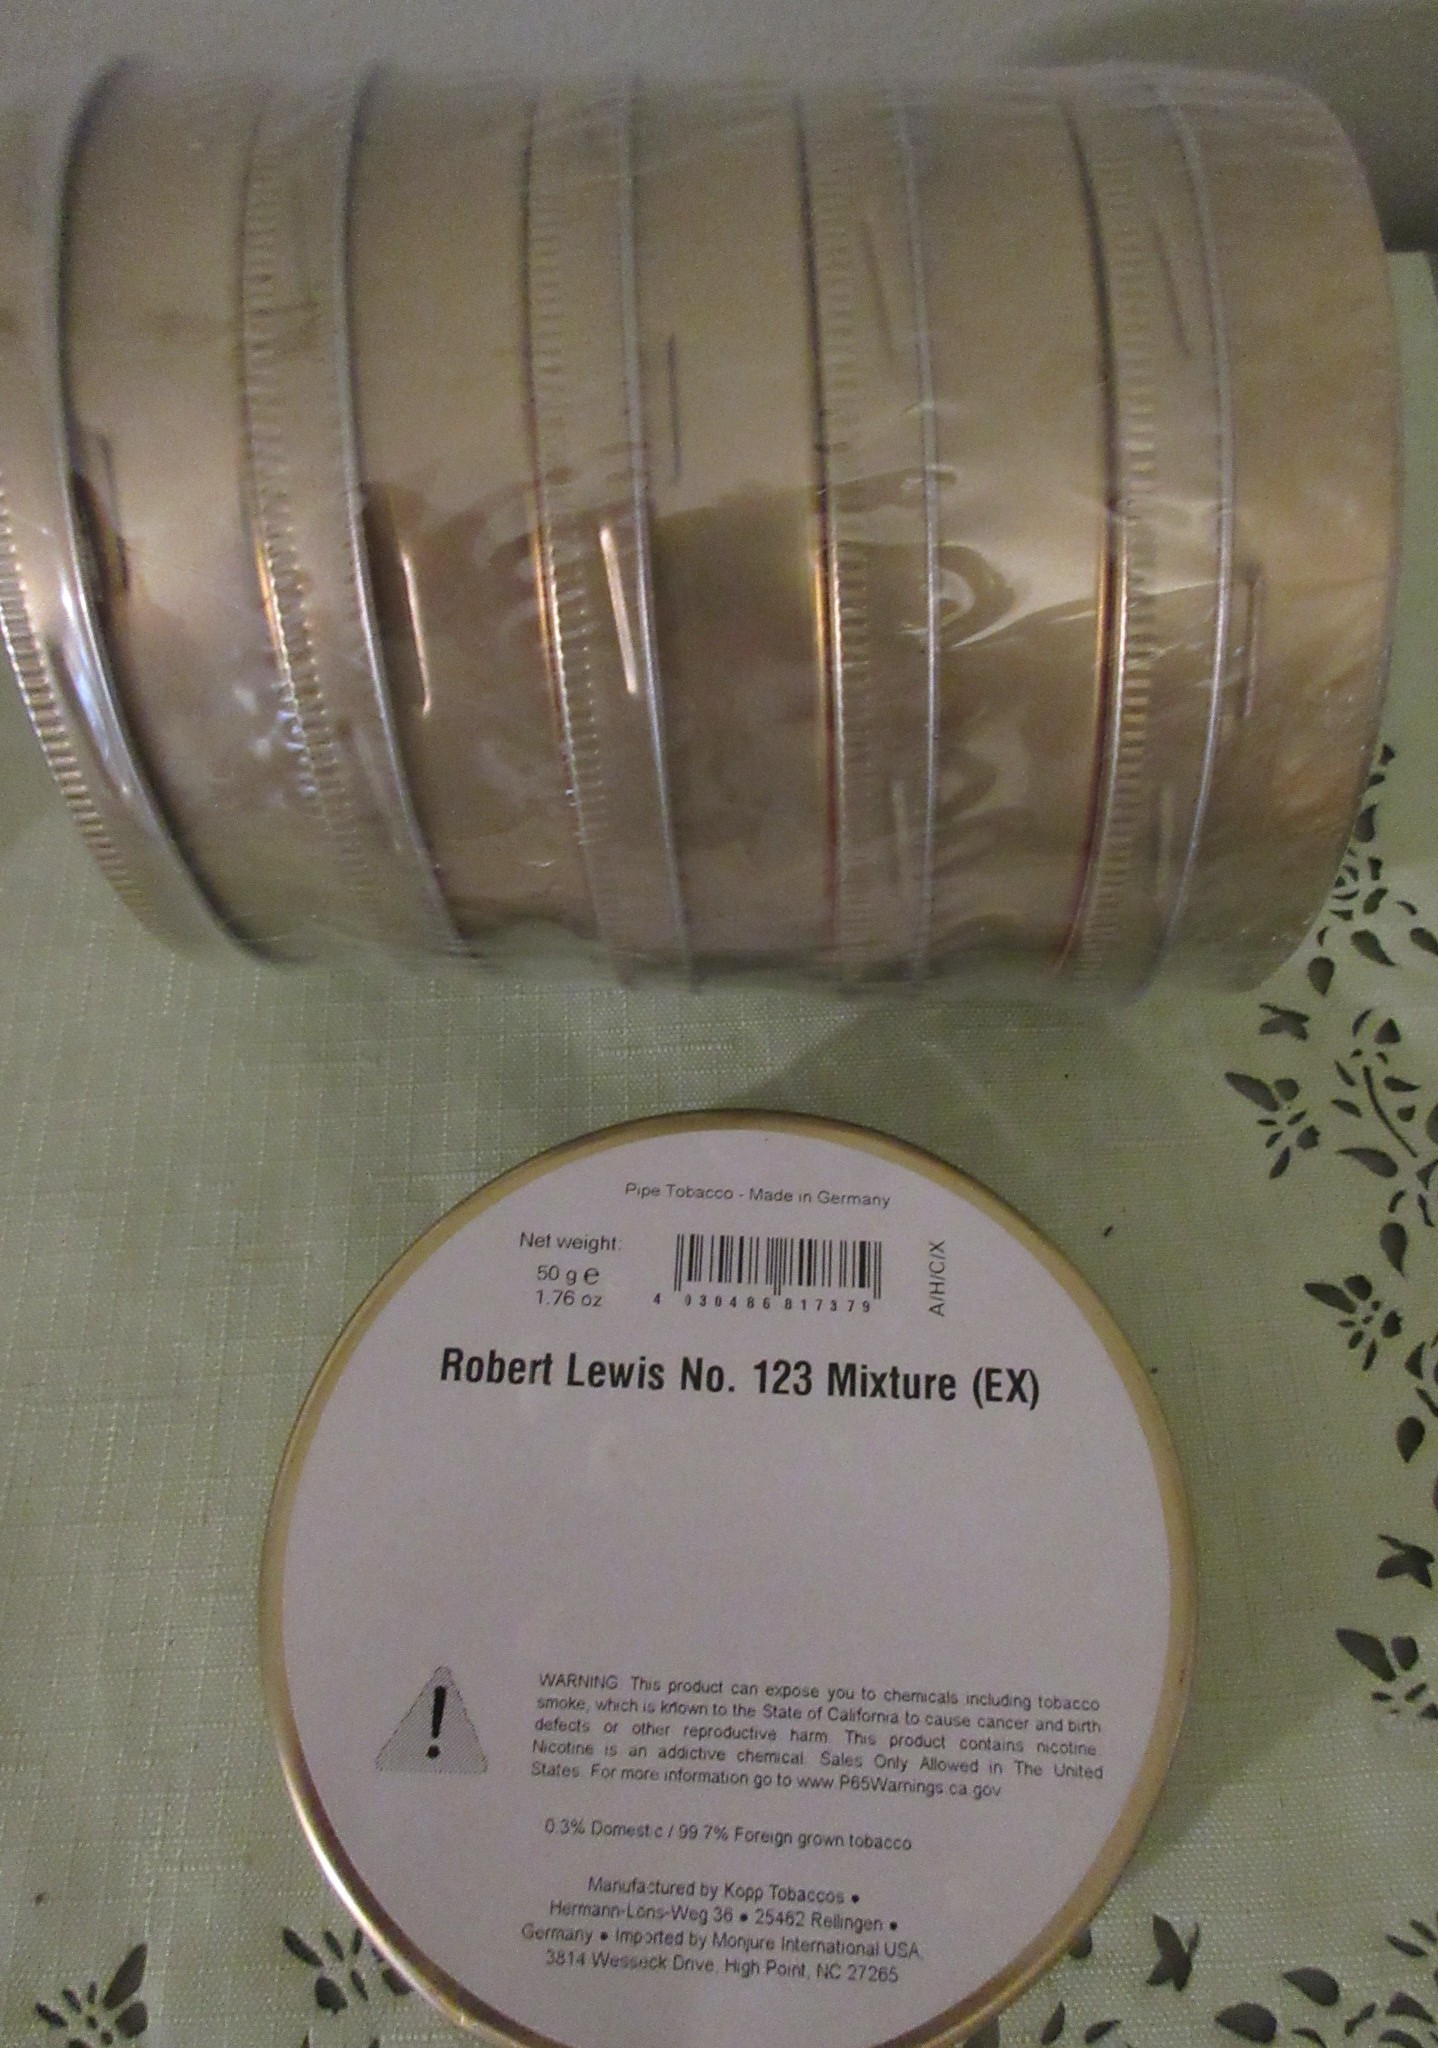 Pipe Tobacco - Made in Germany
Net weight:
50 g e
1.76 oz
4 030486 817379
A/H/C/X
Robert Lewis No. 123 Mixture (EX)
WARNING: This product can expose you to chemicals including tobacco
smoke, which is known to the State of California to cause cancer and birth
defects or other reproductive harm. This product contains nicotine.
Nicotine is an addictive chemical. Sales Only Allowed in The United
States. For more information go to www.P65Warnings.ca.gov
0.3% Domestic / 99.7% Foreign grown tobacco
Manufactured by Kopp Tobaccos •
Hermann-Löns-Weg 36 • 25462 Rellingen •
Germany • Imported by Monjure International USA,
3814 Wesseck Drive, High Point, NC 27265